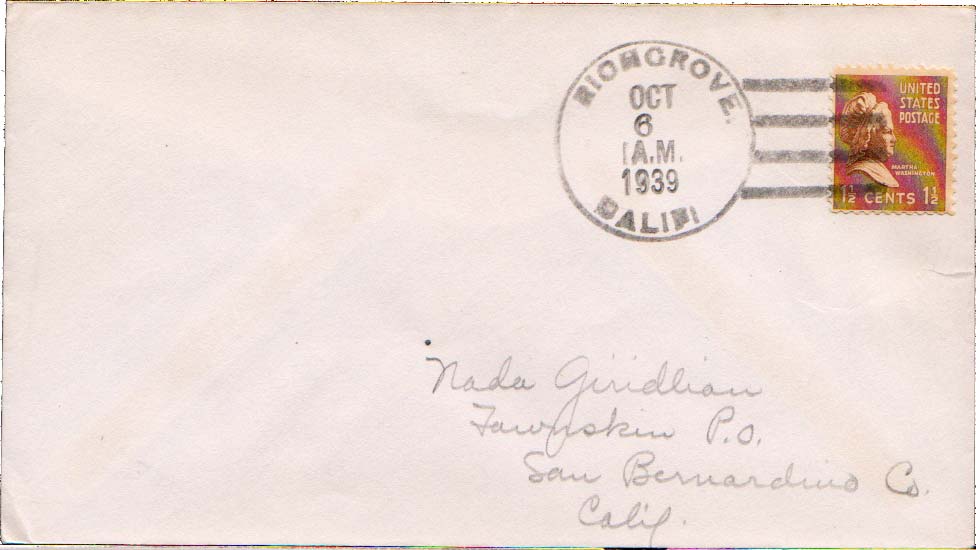 RICHGROVE.
OCT
6
A.M.
1939
CALIF.
UNITED
STATES
POSTAGE
MARTHA
WASHINGTON
1½ CENTS 1½
Nada Giridlian
Fawnskin P.O.
San Bernardino Co.
Calif.